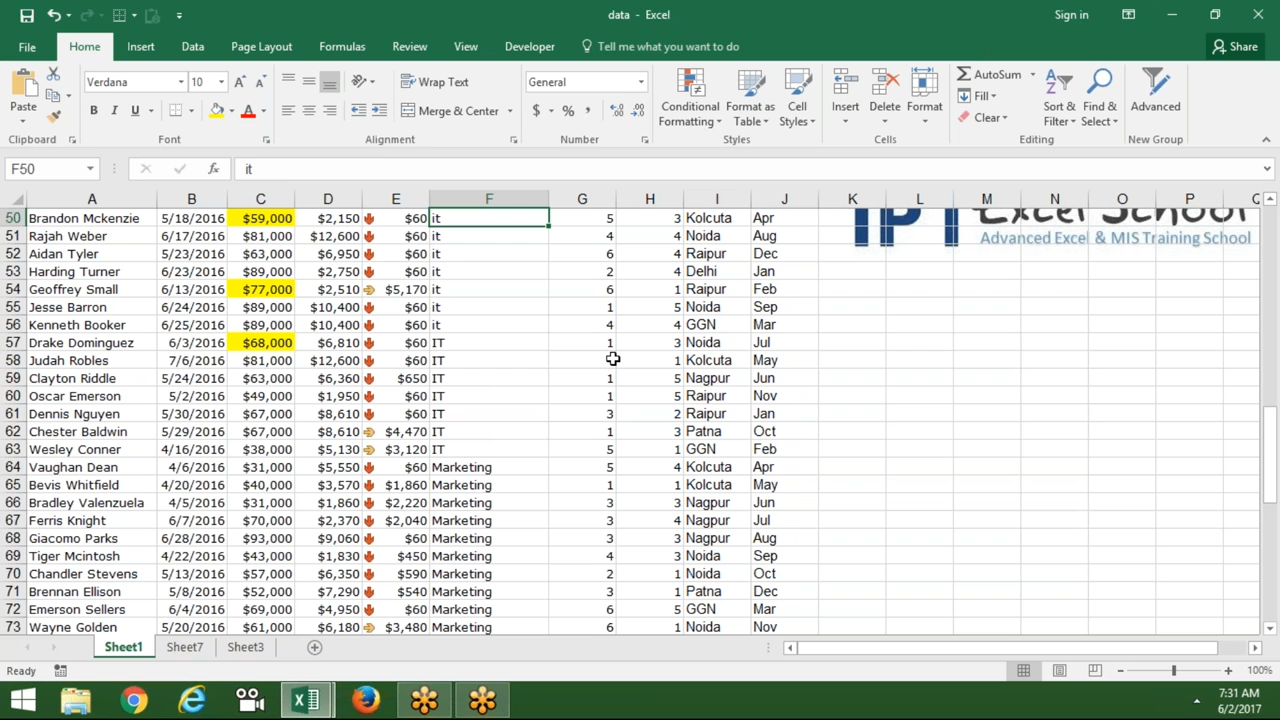 data - Excel
Sign in
File Home Insert Data Page Layout Formulas Review View Developer Tell me what you want to do Share
Paste Verdana 10 Wrap Text General Conditional Formatting Format as Table Cell Styles Insert Delete Format AutoSum Sort & Filter Find & Select Advanced
B I U Merge & Center $ % Fill Clear
Clipboard Font Alignment Number Styles Cells Editing New Group
F50 fx it
A B C D E F G H I J K L M N O P Q
50 Brandon Mckenzie 5/18/2016 $59,000 $2,150 $60 it 5 3 Kolcuta Apr
51 Rajah Weber 6/17/2016 $81,000 $12,600 $60 it 4 4 Noida Aug
52 Aidan Tyler 5/23/2016 $63,000 $6,950 $60 it 6 4 Raipur Dec
53 Harding Turner 6/23/2016 $89,000 $2,750 $60 it 2 4 Delhi Jan
54 Geoffrey Small 6/13/2016 $77,000 $2,510 $5,170 it 6 1 Raipur Feb
55 Jesse Barron 6/24/2016 $89,000 $10,400 $60 it 1 5 Noida Sep
56 Kenneth Booker 6/25/2016 $89,000 $10,400 $60 it 4 4 GGN Mar
57 Drake Dominguez 6/3/2016 $68,000 $6,810 $60 IT 1 3 Noida Jul
58 Judah Robles 7/6/2016 $81,000 $12,600 $60 IT 1 Kolcuta May
59 Clayton Riddle 5/24/2016 $63,000 $6,360 $650 IT 1 5 Nagpur Jun
60 Oscar Emerson 5/2/2016 $49,000 $1,950 $60 IT 1 5 Raipur Nov
61 Dennis Nguyen 5/30/2016 $67,000 $8,610 $60 IT 3 2 Raipur Jan
62 Chester Baldwin 5/29/2016 $67,000 $8,610 $4,470 IT 1 3 Patna Oct
63 Wesley Conner 4/16/2016 $38,000 $5,130 $3,120 IT 5 1 GGN Feb
64 Vaughan Dean 4/6/2016 $31,000 $5,550 $60 Marketing 5 4 Kolcuta Apr
65 Bevis Whitfield 4/20/2016 $40,000 $3,570 $1,860 Marketing 1 1 Kolcuta May
66 Bradley Valenzuela 4/5/2016 $31,000 $1,860 $2,220 Marketing 3 3 Nagpur Jun
67 Ferris Knight 6/7/2016 $70,000 $2,370 $2,040 Marketing 3 4 Nagpur Jul
68 Giacomo Parks 6/28/2016 $93,000 $9,060 $60 Marketing 3 3 Nagpur Aug
69 Tiger Mcintosh 4/22/2016 $43,000 $1,830 $450 Marketing 4 3 Noida Sep
70 Chandler Stevens 5/13/2016 $57,000 $6,350 $590 Marketing 2 1 Noida Oct
71 Brennan Ellison 5/8/2016 $52,000 $7,290 $540 Marketing 3 1 Patna Dec
72 Emerson Sellers 6/4/2016 $69,000 $4,950 $60 Marketing 6 5 GGN Mar
73 Wayne Golden 5/20/2016 $61,000 $6,180 $3,480 Marketing 6 1 Noida Nov
Excel School
Advanced Excel & MIS Training School
Sheet1 Sheet7 Sheet3
Ready 100%
7:31 AM
6/2/2017